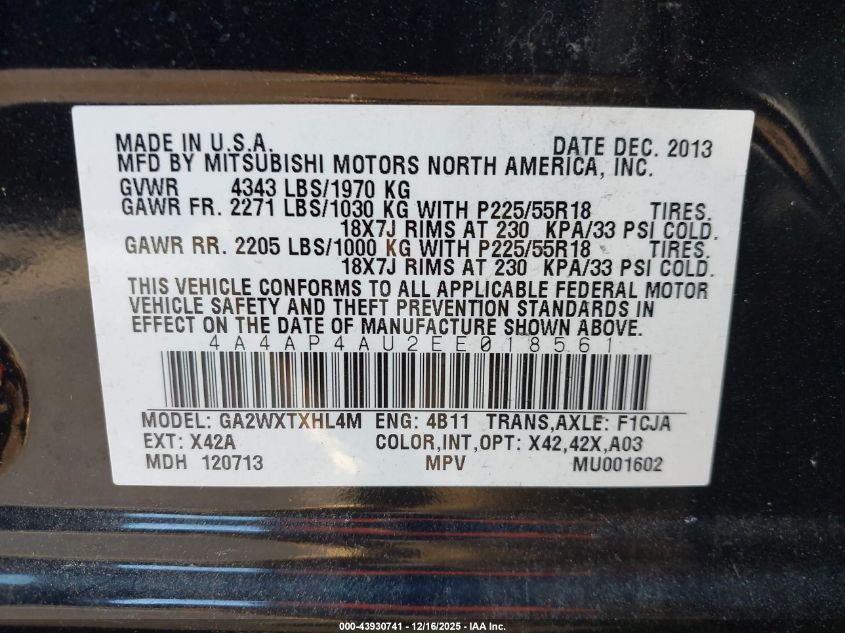 MADE IN U.S.A. DATE DEC. 2013
MFD BY MITSUBISHI MOTORS NORTH AMERICA, INC.
GVWR 4343 LBS/1970 KG
GAWR FR. 2271 LBS/1030 KG WITH P225/55R18 TIRES.
18X7J RIMS AT 230 KPA/33 PSI COLD.
GAWR RR. 2205 LBS/1000 KG WITH P225/55R18 TIRES.
18X7J RIMS AT 230 KPA/33 PSI COLD.
THIS VEHICLE CONFORMS TO ALL APPLICABLE FEDERAL MOTOR
VEHICLE SAFETY AND THEFT PREVENTION STANDARDS IN
EFFECT ON THE DATE OF MANUFACTURE SHOWN ABOVE.
4A4AP4AU2EE018561
MODEL: GA2WXTXHL4M ENG: 4B11 TRANS,AXLE: F1CJA
EXT: X42A COLOR,INT,OPT: X42,42X,A03
MDH 120713 MPV MU001602
000-43930741 - 12/16/2025 - IAA Inc.